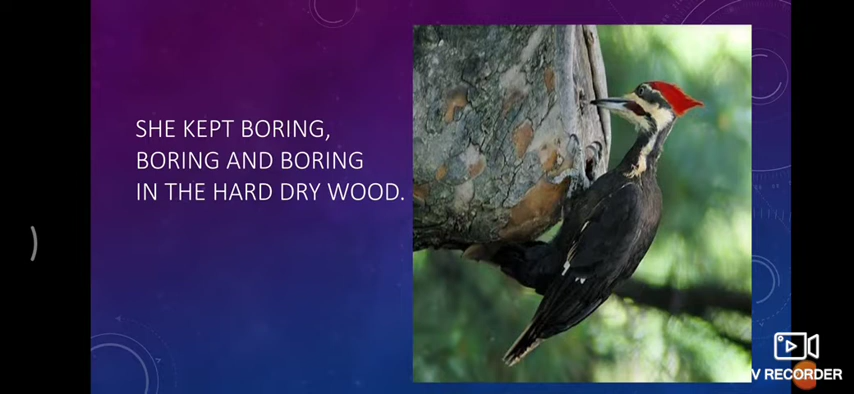 SHE KEPT BORING,
BORING AND BORING
IN THE HARD DRY WOOD.
V RECORDER